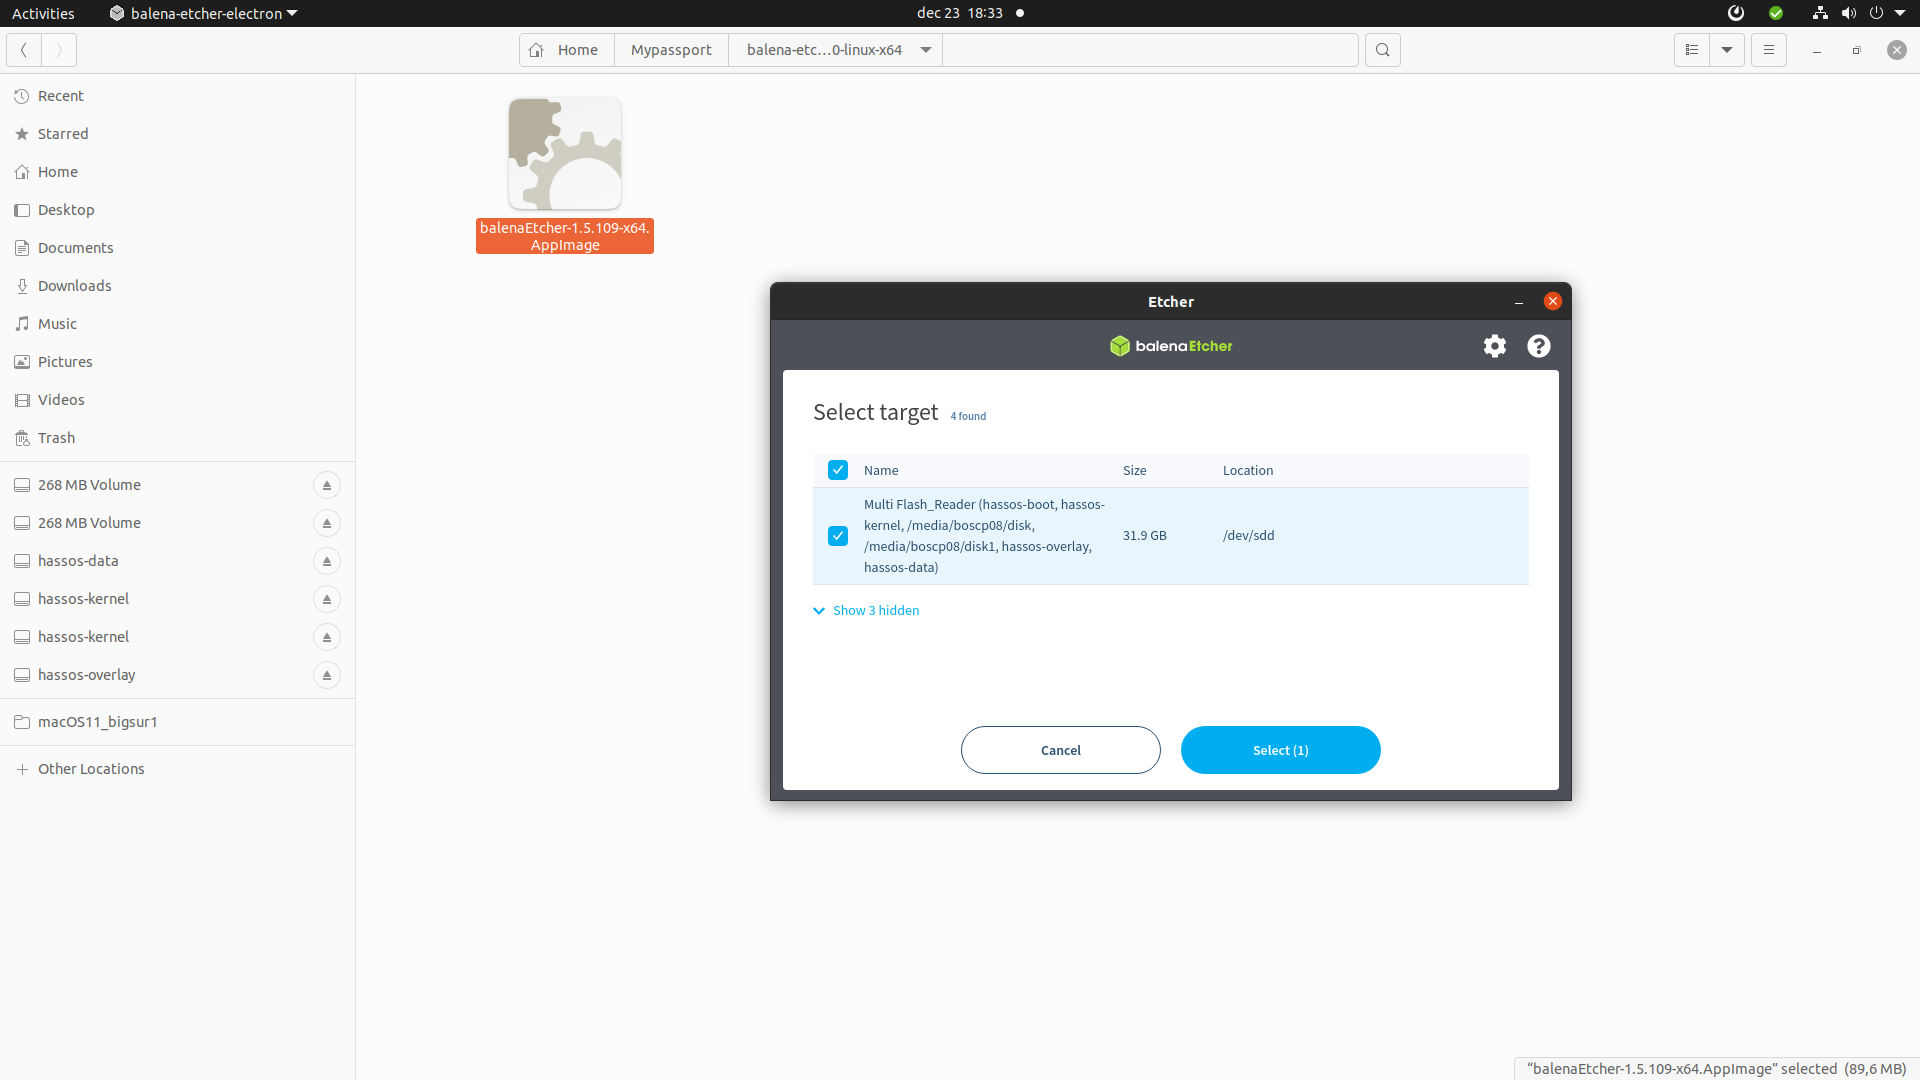 Activities
balena-etcher-electron
dec 23 18:33
Home
Mypassport
balena-etc…0-linux-x64
Recent
Starred
Home
Desktop
Documents
Downloads
Music
Pictures
Videos
Trash
268 MB Volume
268 MB Volume
hassos-data
hassos-kernel
hassos-kernel
hassos-overlay
macOS11_bigsur1
Other Locations
balenaEtcher-1.5.109-x64.
AppImage
Etcher
balenaEtcher
Select target 4 found
Name Size Location
Multi Flash_Reader (hassos-boot, hassos-
kernel, /media/boscp08/disk,
/media/boscp08/disk1, hassos-overlay,
hassos-data)
31.9 GB
/dev/sdd
Show 3 hidden
Cancel
Select (1)
“balenaEtcher-1.5.109-x64.AppImage” selected (89,6 MB)